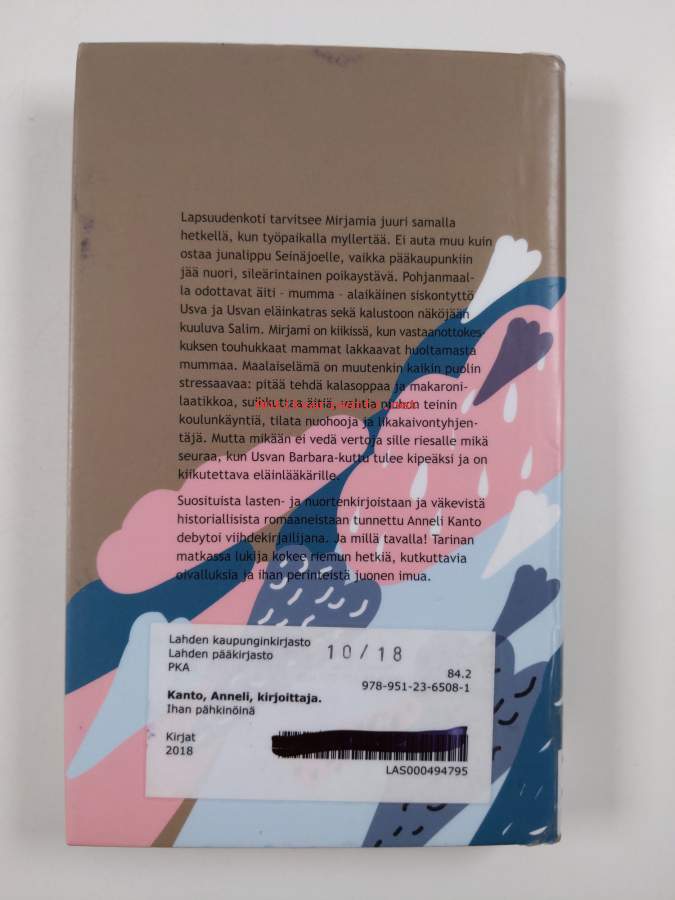 Lapsuudenkoti tarvitsee Mirjamia juuri samalla
hetkellä, kun työpaikalla myllertää. Ei auta muu kuin
ostaa junalippu Seinäjoelle, vaikka pääkaupunkiin
jää nuori, sileärintainen poikaystävä. Pohjanmaal-
la odottavat äiti – mumma – alaikäinen siskontyttö
Usva ja Usvan eläinkatras sekä kalustoon näköjään
kuuluva Salim. Mirjami on kiikissä, kun vastaanottokes-
kuksen touhukkaat mammat lakkaavat huoltamasta
mummaa. Maalaiselämä on muutenkin kaikin puolin
stressaavaa: pitää tehdä kalasoppaa ja makaroni-
laatikkoa, suihkuttaa äitiä, vahtia teinin
koulunkäyntiä, tilata nuohooja ja likakaivontyhjen-
täjä. Mutta mikään ei vedä vertoja sille riesalle mikä
seuraa, kun Usvan Barbara-kuttu tulee kipeäksi ja on
kiikutettava eläinlääkärille.
Suosituista lasten- ja nuortenkirjoistaan ja väkevistä
historiallisista romaaneistaan tunnettu Anneli Kanto
debytoi viihdekirjailijana. Ja millä tavalla! Tarinan
matkassa lukija kokee riemun hetkiä, kutkuttavia
oivalluksia ja ihan perinteistä juonen imua.
Lahden kaupunginkirjasto
Lahden pääkirjasto
PKA
10/18
84.2
978-951-23-6508-1
Kanto, Anneli, kirjoittaja.
Ihan pähkinöinä
Kirjat
2018
LAS000494795